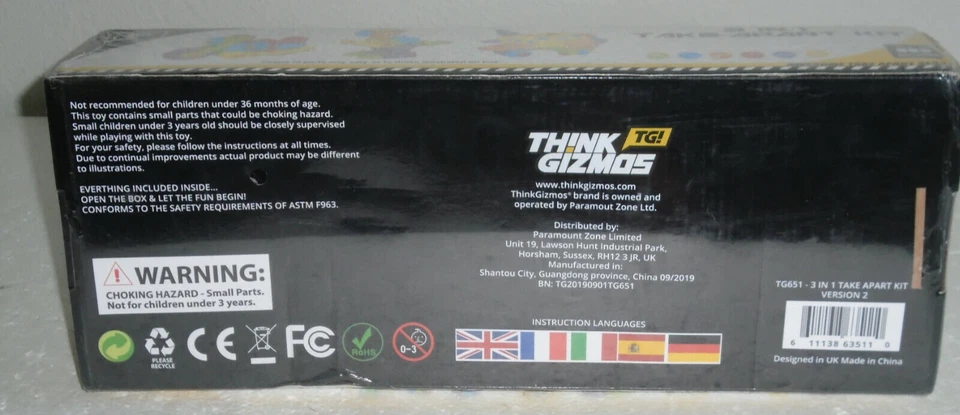 TAKE APART KIT
Not recommended for children under 36 months of age.
This toy contains small parts that could be choking hazard.
Small children under 3 years old should be closely supervised
while playing with this toy.
For your safety, please follow the instructions at all times.
Due to continual improvements actual product may be different
to illustrations.
EVERTHING INCLUDED INSIDE...
OPEN THE BOX & LET THE FUN BEGIN!
CONFORMS TO THE SAFETY REQUIREMENTS OF ASTM F963.
WARNING:
CHOKING HAZARD - Small Parts.
Not for children under 3 years.
PLEASE
RECYCLE
CE
FC
RoHS
0-3
THINK TG!
GIZMOS
www.thinkgizmos.com
ThinkGizmos® brand is owned and
operated by Paramout Zone Ltd.
Distributed by:
Paramount Zone Limited
Unit 19, Lawson Hunt Industrial Park,
Horsham, Sussex, RH12 3 JR, UK
Manufactured in:
Shantou City, Guangdong province, China 09/2019
BN: TG20190901TG651
INSTRUCTION LANGUAGES
TG651 - 3 IN 1 TAKE APART KIT
VERSION 2
6 11138 63511 0
Designed in UK Made in China